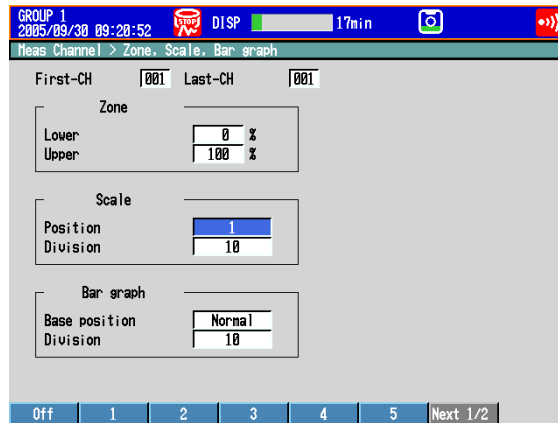 GROUP 1
2005/09/30 09:20:52
STOP
DISP 17min
Meas Channel > Zone, Scale, Bar graph
First-CH 001 Last-CH 001
Zone
Lower 0 %
Upper 100 %
Scale
Position 1
Division 10
Bar graph
Base position Normal
Division 10
Off 1 2 3 4 5 Next 1/2